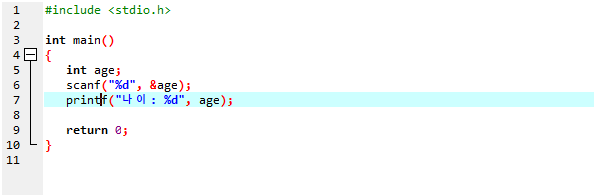 1 #include <stdio.h>
2
3 int main()
4 {
5 int age;
6 scanf("%d", &age);
7 printf("나이 : %d", age);
8
9 return 0;
10 }
11